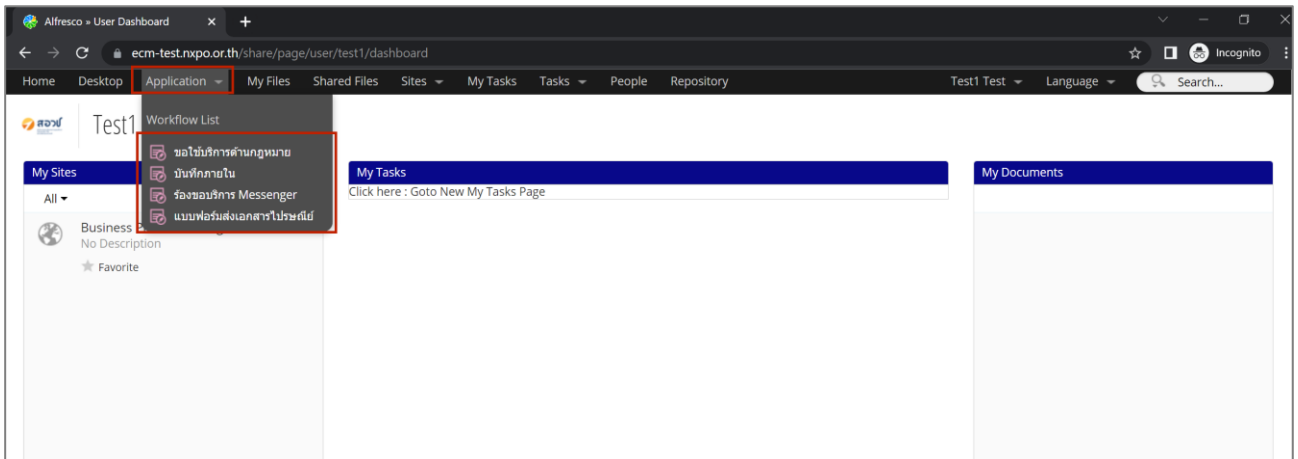 Alfresco » User Dashboard
ecm-test.nxpo.or.th/share/page/user/test1/dashboard
Incognito
Home Desktop Application My Files Shared Files Sites My Tasks Tasks People Repository Test1 Test Language Search...
สอวช
Test1
Workflow List
ขอใช้บริการด้านกฎหมาย
บันทึกภายใน
ร้องขอบริการ Messenger
แบบฟอร์มส่งเอกสารไปรษณีย์
My Sites
All
Business
No Description
Favorite
My Tasks
Click here : Goto New My Tasks Page
My Documents